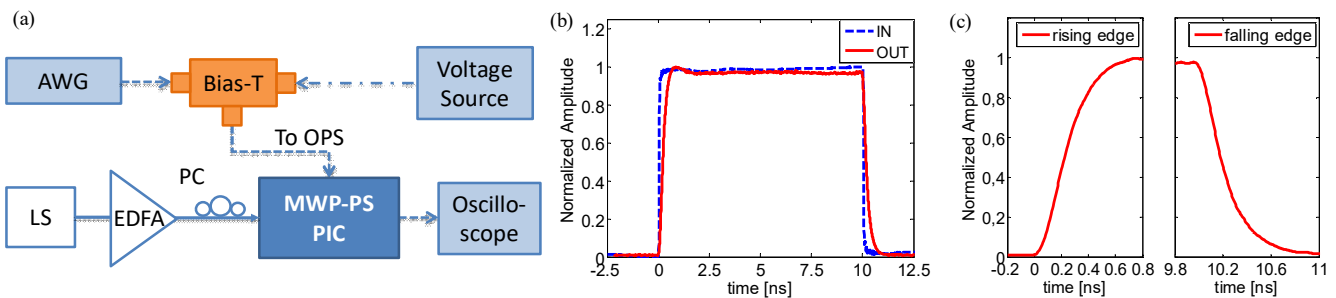 (a)
AWG
Bias-T
Voltage
Source
To OPS
PC
LS
EDFA
MWP-PS
PIC
Oscillo-
scope
(b)
Normalized Amplitude
1.2
1
0.8
0.6
0.4
0.2
0
-2.5 0 2.5 5 7.5 10 12.5
time [ns]
IN
OUT
(c)
Normalized Amplitude
1
0,8
0,6
0,4
0,2
0
-0.2 0 0.2 0.4 0.6 0.8
time [ns]
rising edge
9.8 10.2 10.6 11
time [ns]
falling edge